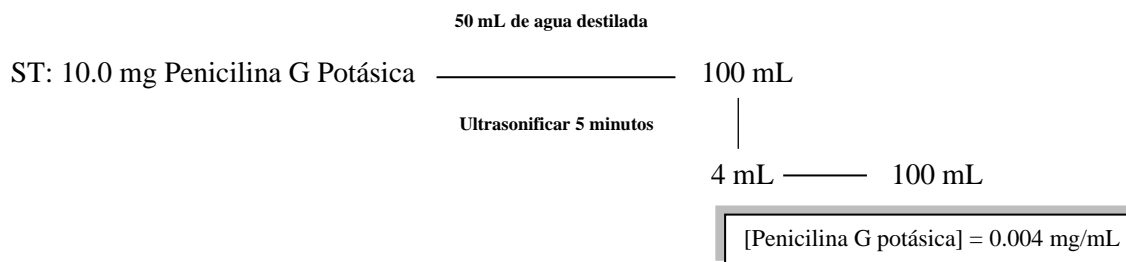 50 mL de agua destilada
ST: 10.0 mg Penicilina G Potásica 100 mL
Ultrasonificar 5 minutos
4 mL 100 mL
[Penicilina G potásica] = 0.004 mg/mL